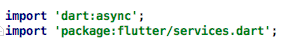 import 'dart:async';
import 'package:flutter/services.dart';